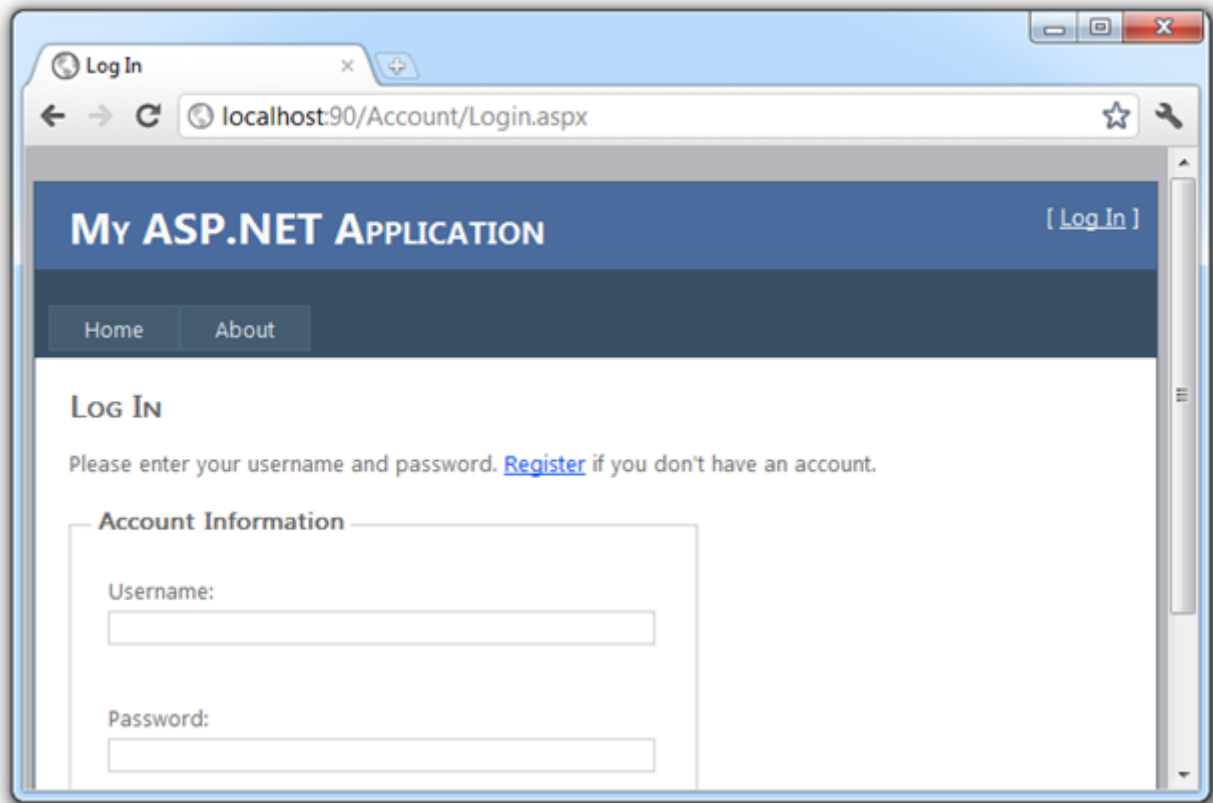 Log In
localhost:90/Account/Login.aspx
My ASP.NET Application
[ Log In ]
Home
About
Log In
Please enter your username and password. Register if you don't have an account.
Account Information
Username:
Password: